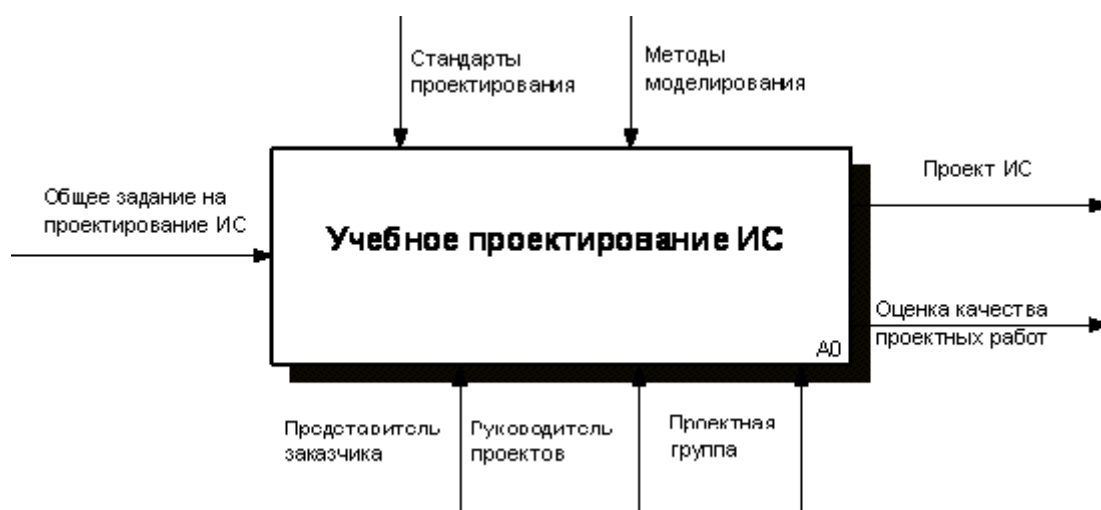 Стандарты
проектирования
Методы
моделирования
Общее задание на
проектирование ИС
Учебное проектирование ИС
Проект ИС
Оценка качества
проектных работ
A0
Представитель
заказчика
Руководитель
проектов
Проектная
группа